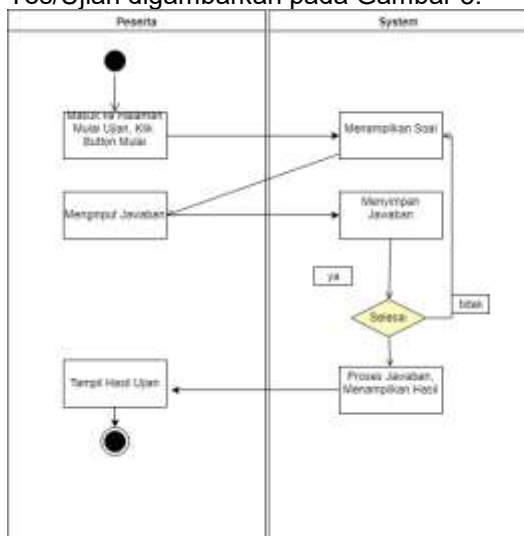 Tes/Ujian digambarkan pada Gambar
Peserta
System
Masuk ke Halaman
Mulai Ujian, Klik
Button Mulai
Menampilkan Soal
Menginput Jawaban
Menyimpan
Jawaban
ya
Selesai
tidak
Tampil Hasil Ujian
Proses Jawaban,
Menampilkan Hasil